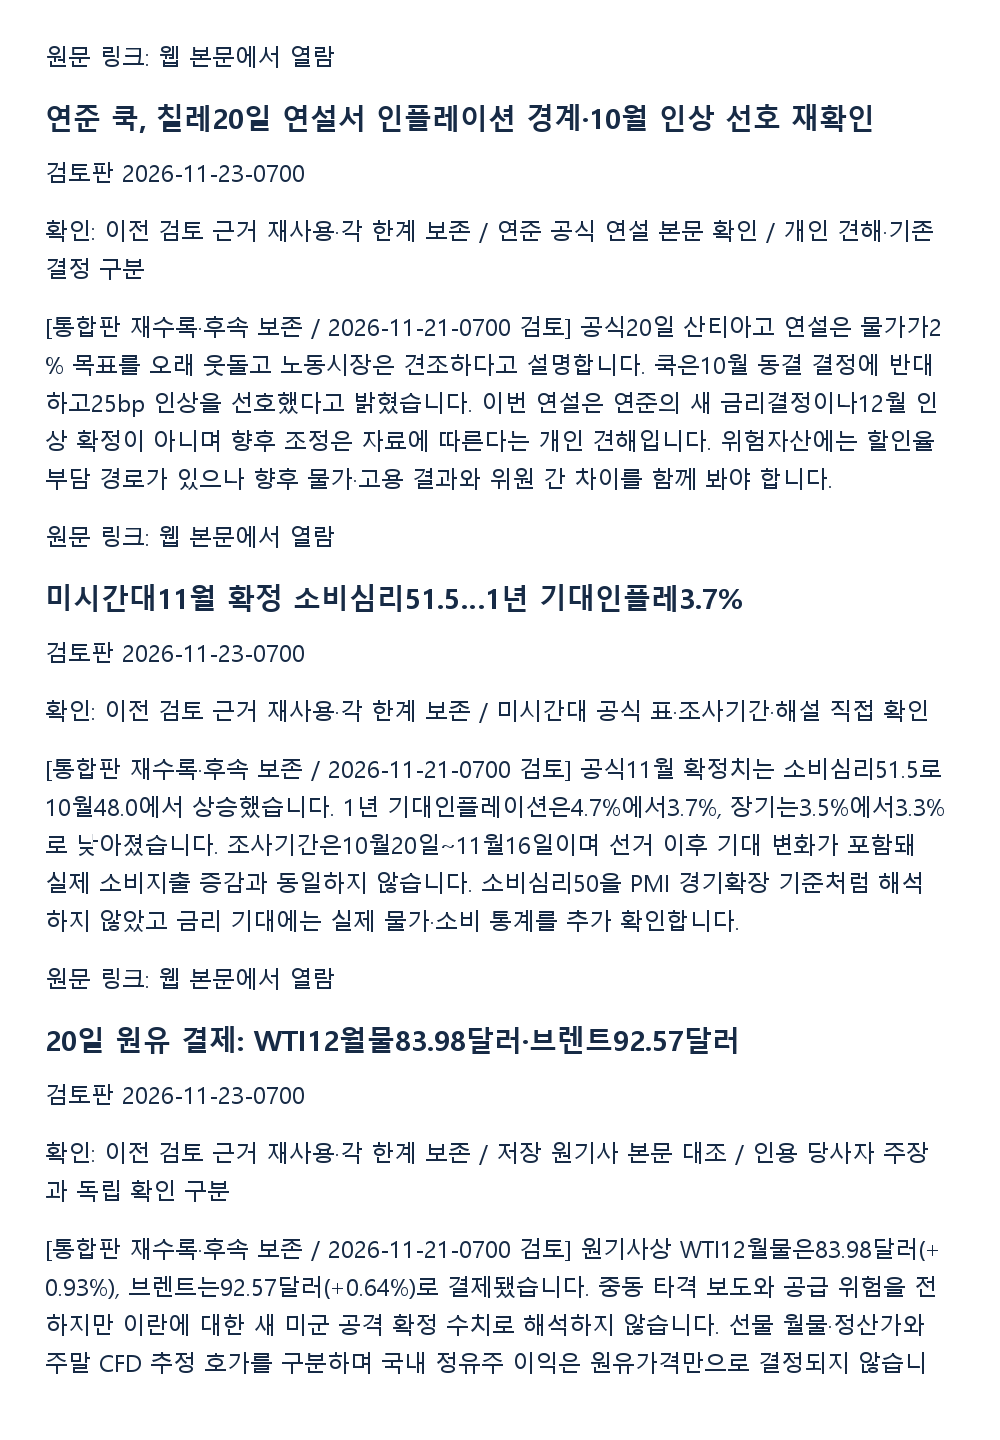 원문 링크: 웹 본문에서 열람
연준 쿡, 칠레20일 연설서 인플레이션 경계·10월 인상 선호 재확인
검토판 2026-11-23-0700
확인: 이전 검토 근거 재사용·각 한계 보존 / 연준 공식 연설 본문 확인 / 개인 견해·기존
결정 구분
[통합판 재수록·후속 보존 / 2026-11-21-0700 검토] 공식20일 산티아고 연설은 물가가2
% 목표를 오래 웃돌고 노동시장은 견조하다고 설명합니다. 쿡은10월 동결 결정에 반대
하고25bp 인상을 선호했다고 밝혔습니다. 이번 연설은 연준의 새 금리결정이나12월 인
상 확정이 아니며 향후 조정은 자료에 따른다는 개인 견해입니다. 위험자산에는 할인율
부담 경로가 있으나 향후 물가·고용 결과와 위원 간 차이를 함께 봐야 합니다.
원문 링크: 웹 본문에서 열람
미시간대11월 확정 소비심리51.5…1년 기대인플레3.7%
검토판 2026-11-23-0700
확인: 이전 검토 근거 재사용·각 한계 보존 / 미시간대 공식 표·조사기간·해설 직접 확인
[통합판 재수록·후속 보존 / 2026-11-21-0700 검토] 공식11월 확정치는 소비심리51.5로
10월48.0에서 상승했습니다. 1년 기대인플레이션은4.7%에서3.7%, 장기는3.5%에서3.3%
로 낮아졌습니다. 조사기간은10월20일~11월16일이며 선거 이후 기대 변화가 포함돼
실제 소비지출 증감과 동일하지 않습니다. 소비심리50을 PMI 경기확장 기준처럼 해석
하지 않았고 금리 기대에는 실제 물가·소비 통계를 추가 확인합니다.
원문 링크: 웹 본문에서 열람
20일 원유 결제: WTI12월물83.98달러·브렌트92.57달러
검토판 2026-11-23-0700
확인: 이전 검토 근거 재사용·각 한계 보존 / 저장 원기사 본문 대조 / 인용 당사자 주장
과 독립 확인 구분
[통합판 재수록·후속 보존 / 2026-11-21-0700 검토] 원기사상 WTI12월물은83.98달러(+
0.93%), 브렌트는92.57달러(+0.64%)로 결제됐습니다. 중동 타격 보도와 공급 위험을 전
하지만 이란에 대한 새 미군 공격 확정 수치로 해석하지 않습니다. 선물 월물·정산가와
주말 CFD 추정 호가를 구분하며 국내 정유주 이익은 원유가격만으로 결정되지 않습니